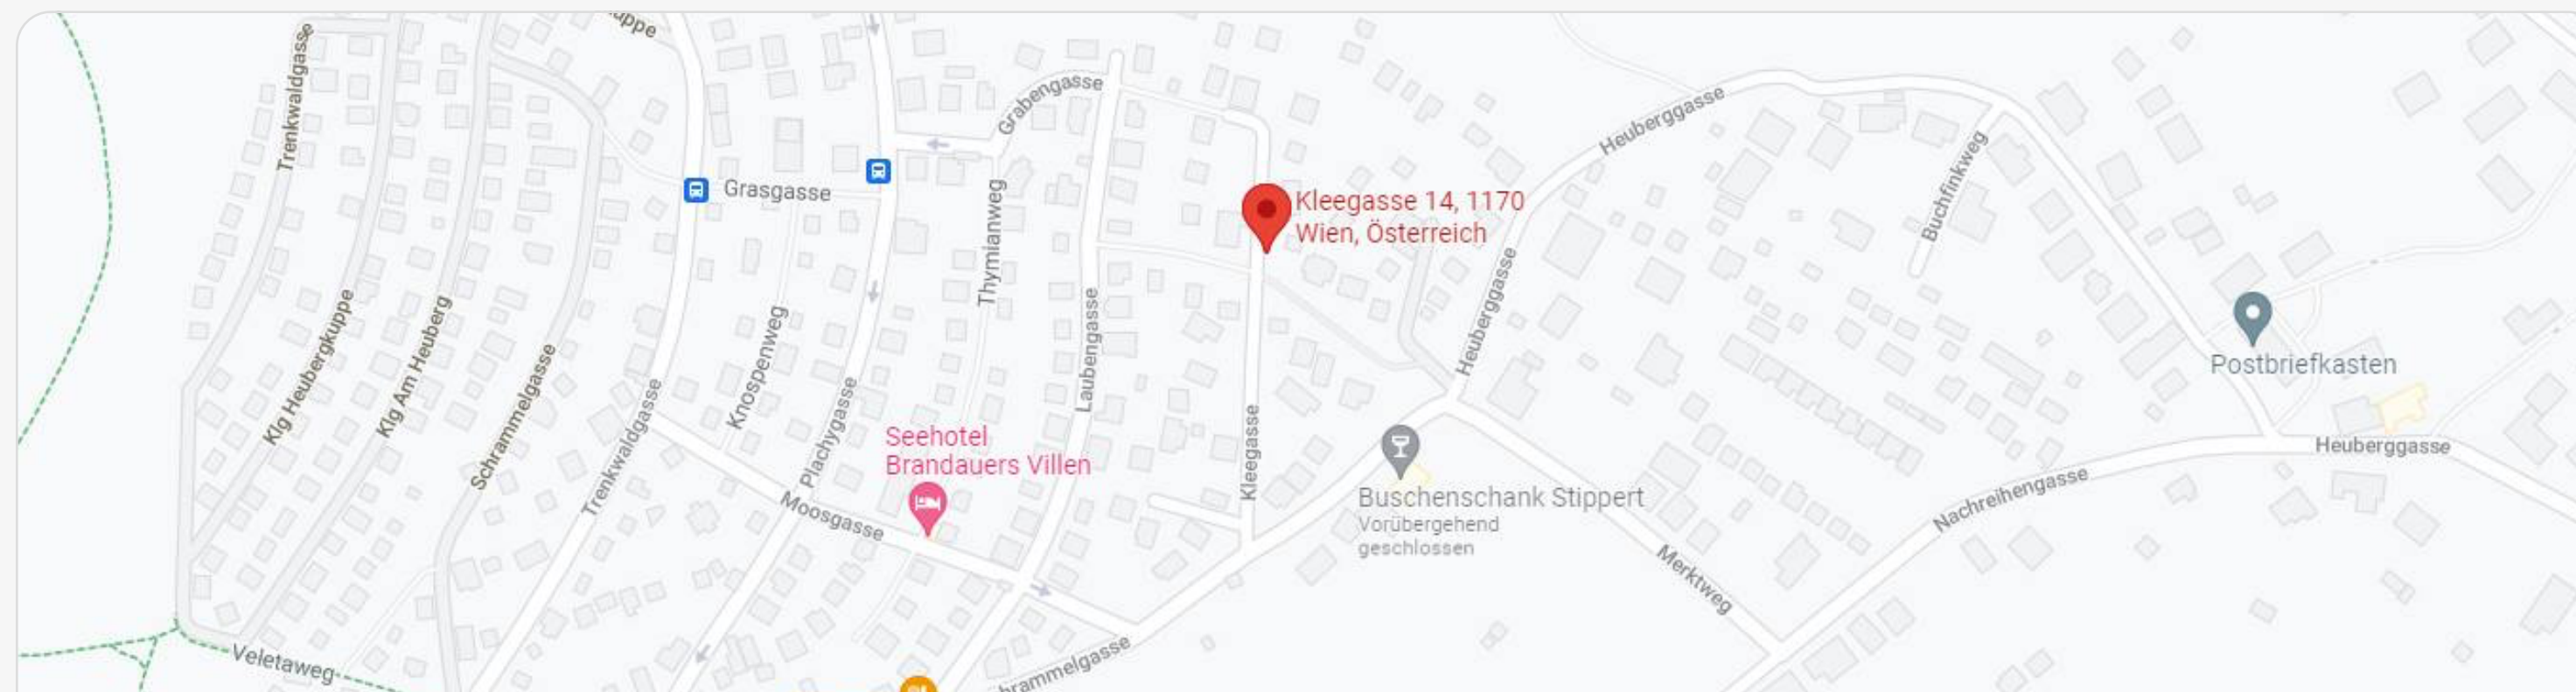 Trenkwaldgasse
Grabengasse
Heuberggasse
Grasgasse
Buchfinkweg
Kleegasse 14, 1170
Wien, Österreich
Thymianweg
Heuberggasse
Klg Heubergkuppe
Klg Am Heuberg
Knospenweg
Laubengasse
Postbriefkasten
Schrammelgasse
Trenkwaldgasse
Plachygasse
Seehotel
Brandauers Villen
Kleegasse
Heuberggasse
Moosgasse
Buschenschank Stippert
Vorübergehend
geschlossen
Nachreihengasse
Merktweg
Veletaweg